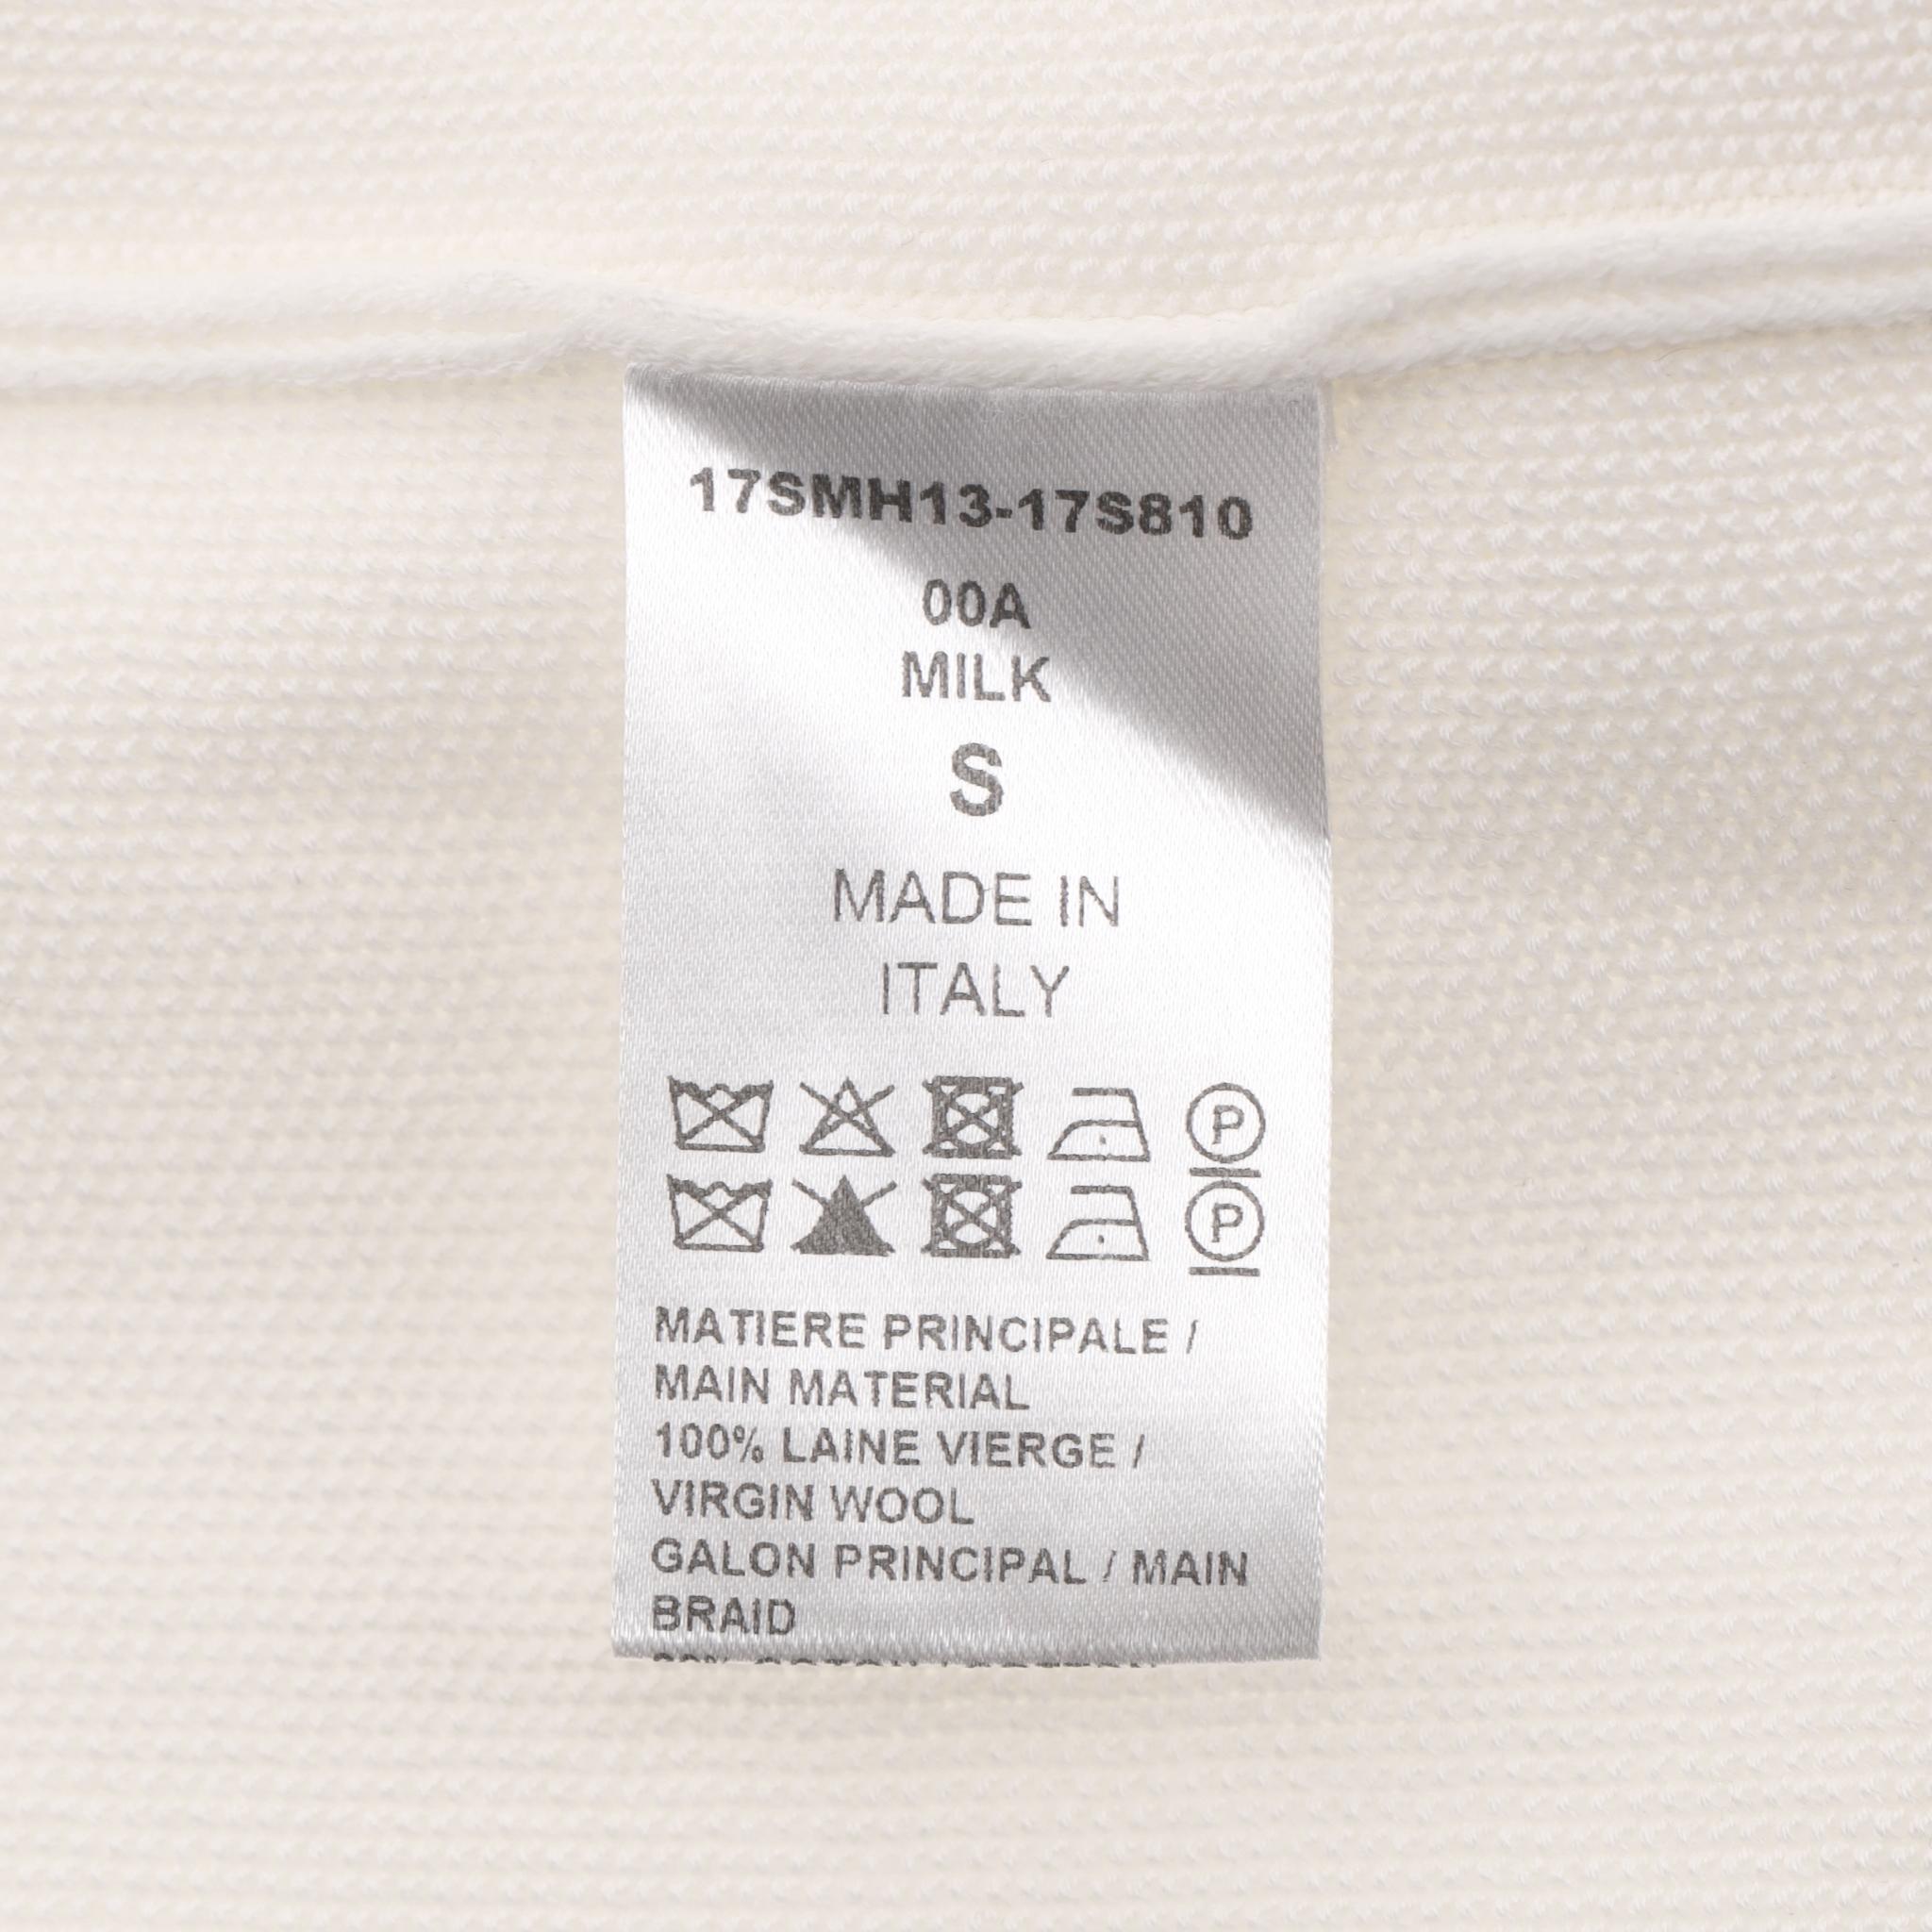 17SMH13-17S810
00A
MILK
S
MADE IN
ITALY
P
P
MATIERE PRINCIPALE /
MAIN MATERIAL
100% LAINE VIERGE /
VIRGIN WOOL
GALON PRINCIPAL / MAIN
BRAID